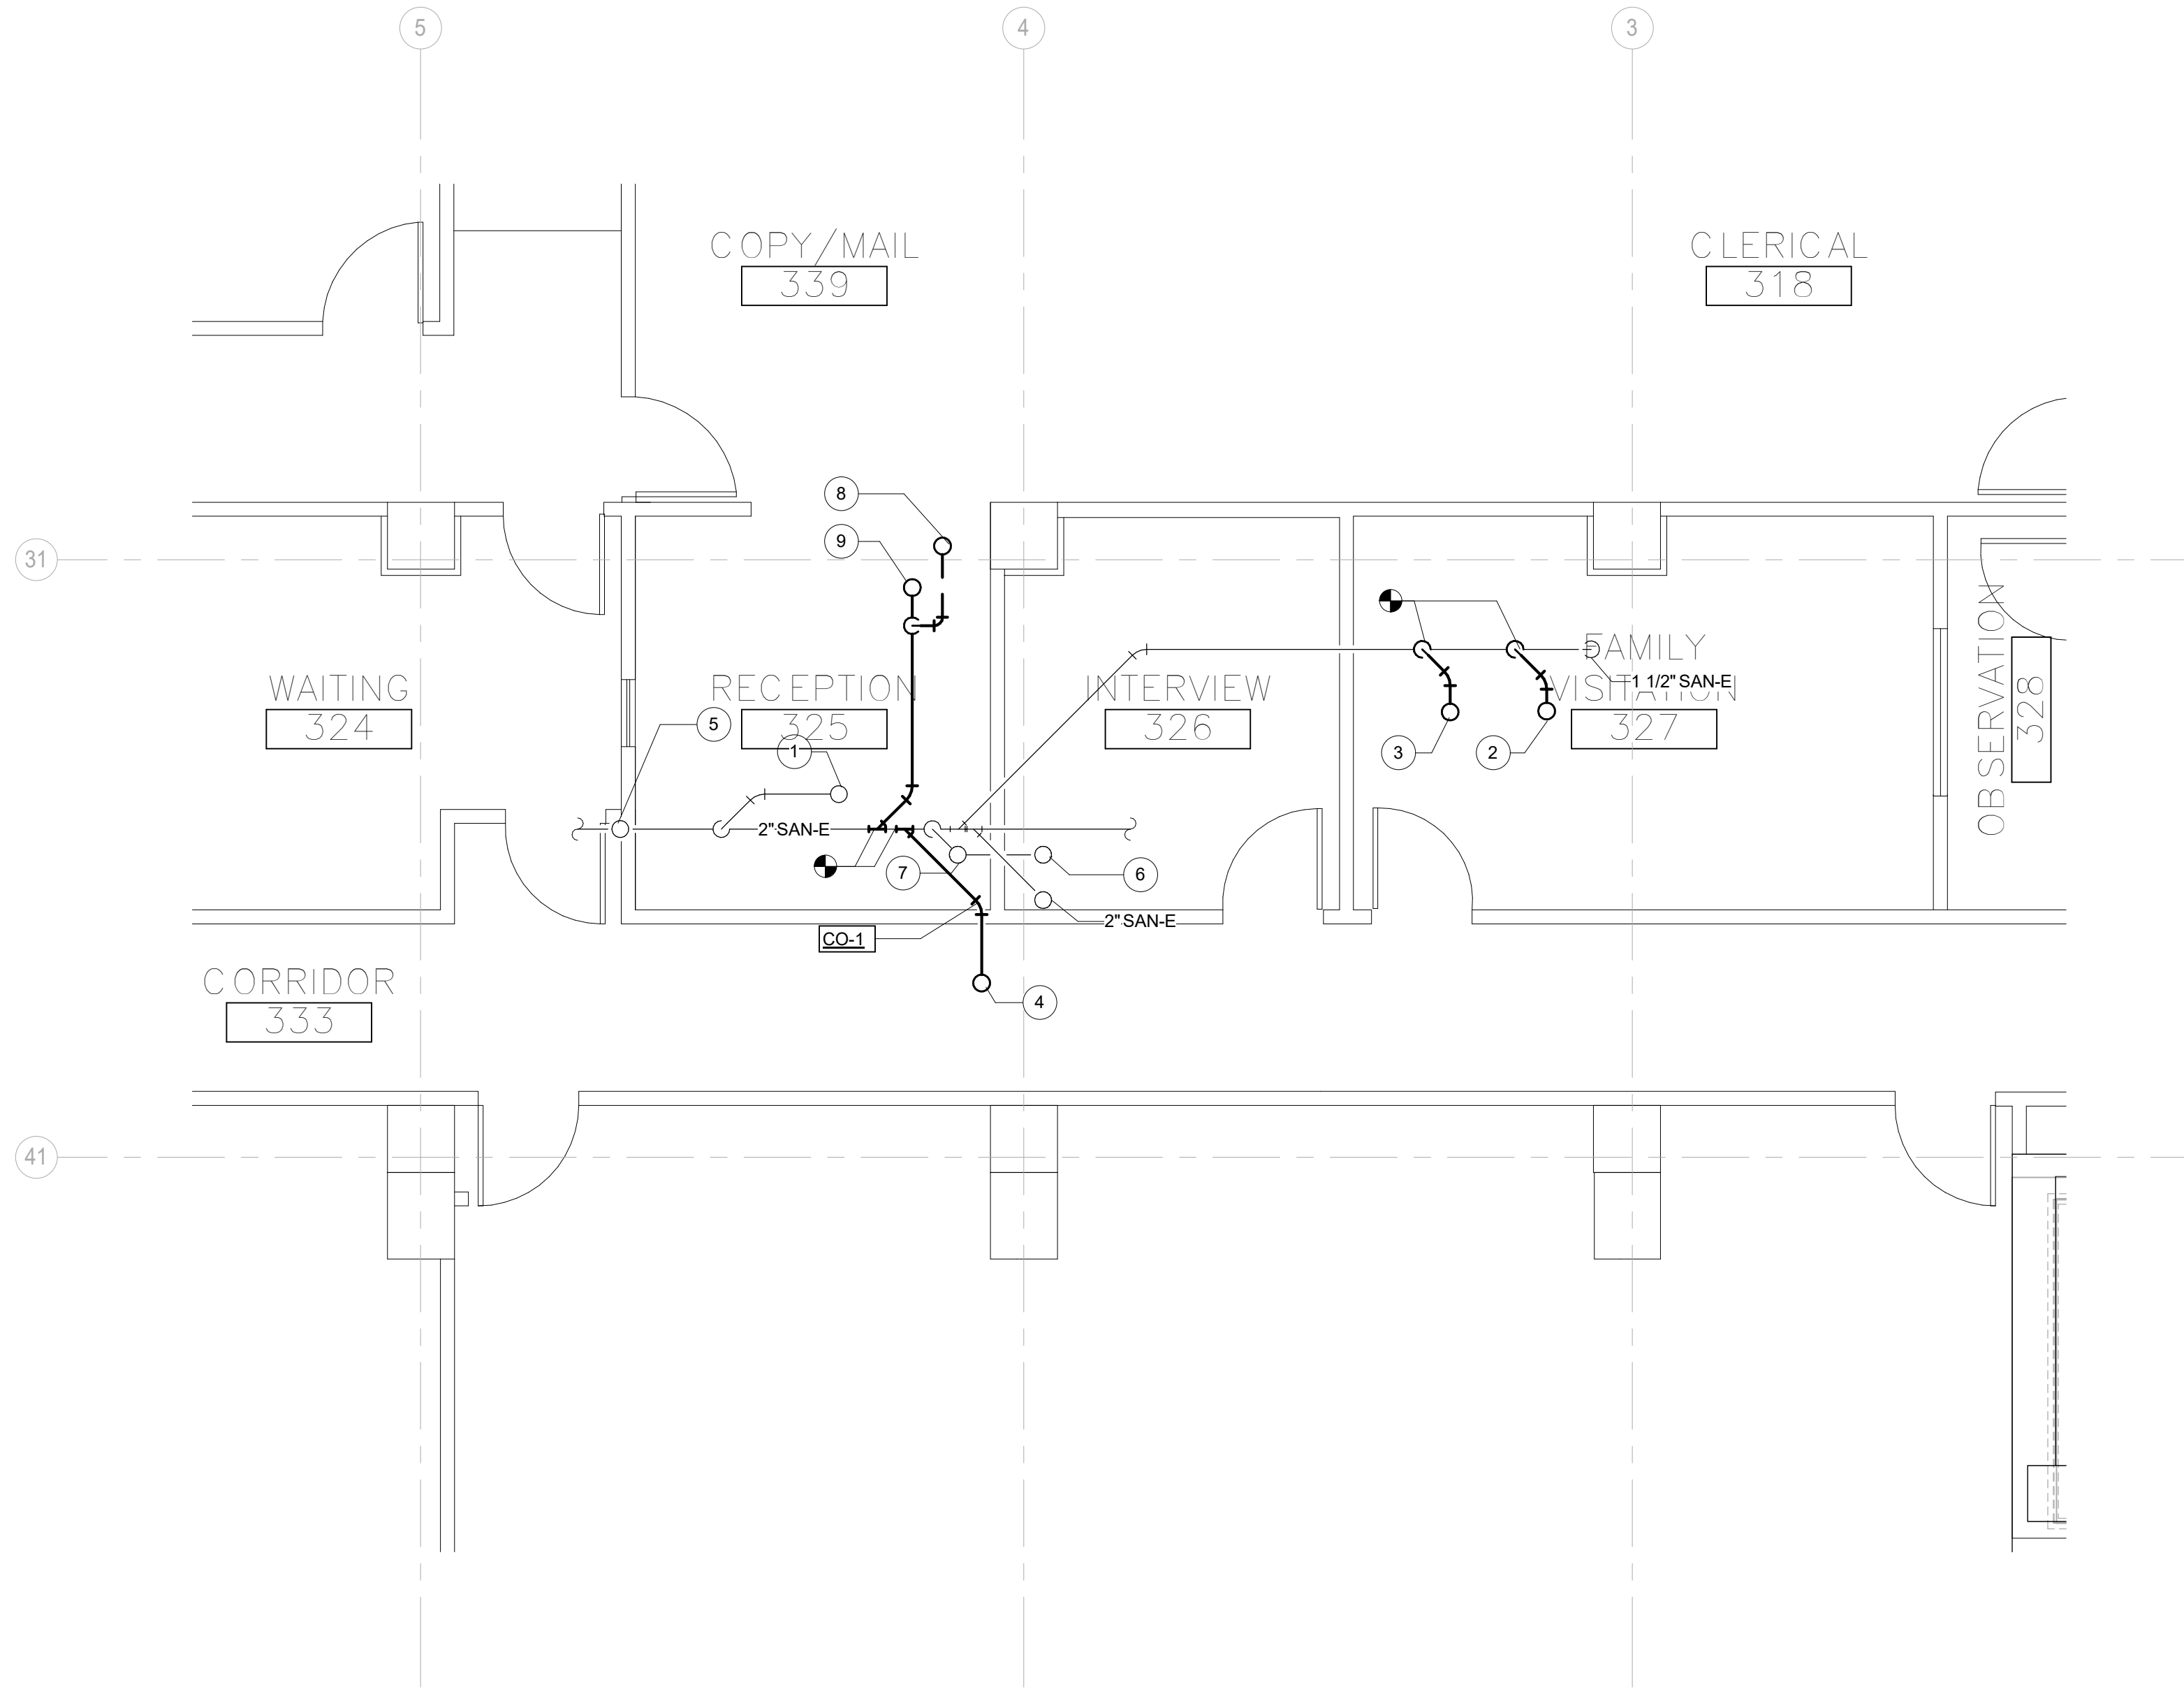 5
4
3
COPY/MAIL
339
CLERICAL
318
8
9
31
WAITING
324
RECEPTION
325
INTERVIEW
326
FAMILY
VISITATION
327
1 1/2" SAN-E
OBSERVATION
328
5
1
3
2
2" SAN-E
7
6
2" SAN-E
CO-1
CORRIDOR
333
4
41